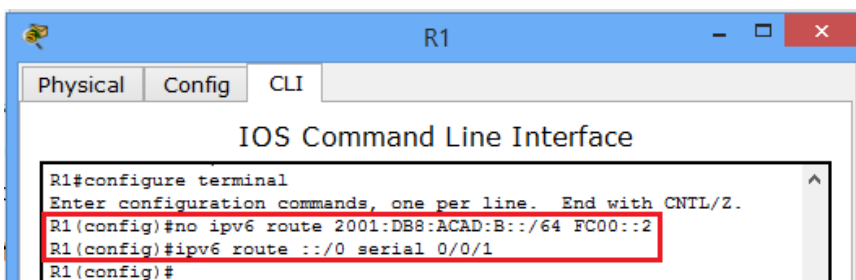 R1
Physical
Config
CLI
IOS Command Line Interface
R1#configure terminal
Enter configuration commands, one per line.  End with CNTL/Z.
R1(config)#no ipv6 route 2001:DB8:ACAD:B::/64 FC00::2
R1(config)#ipv6 route ::/0 serial 0/0/1
R1(config)#